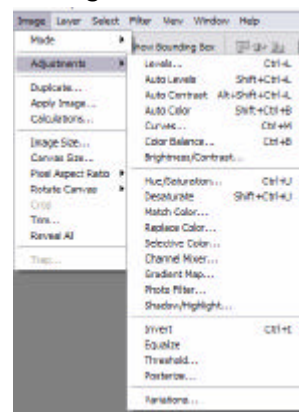 Image Layer Select Filter View Window Help
Show Bounding Box
Mode
Adjustments
Duplicate...
Apply Image...
Calculations...
Image Size...
Canvas Size...
Pixel Aspect Ratio
Rotate Canvas
Crop
Trim...
Reveal All
Trap...
Levels... Ctrl+L
Auto Levels Shift+Ctrl+L
Auto Contrast Alt+Shift+Ctrl+L
Auto Color Shift+Ctrl+B
Curves... Ctrl+M
Color Balance... Ctrl+B
Brightness/Contrast...
Hue/Saturation... Ctrl+U
Desaturate Shift+Ctrl+U
Match Color...
Replace Color...
Selective Color...
Channel Mixer...
Gradient Map...
Photo Filter...
Shadow/Highlight...
Invert Ctrl+I
Equalize
Threshold...
Posterize...
Variations...